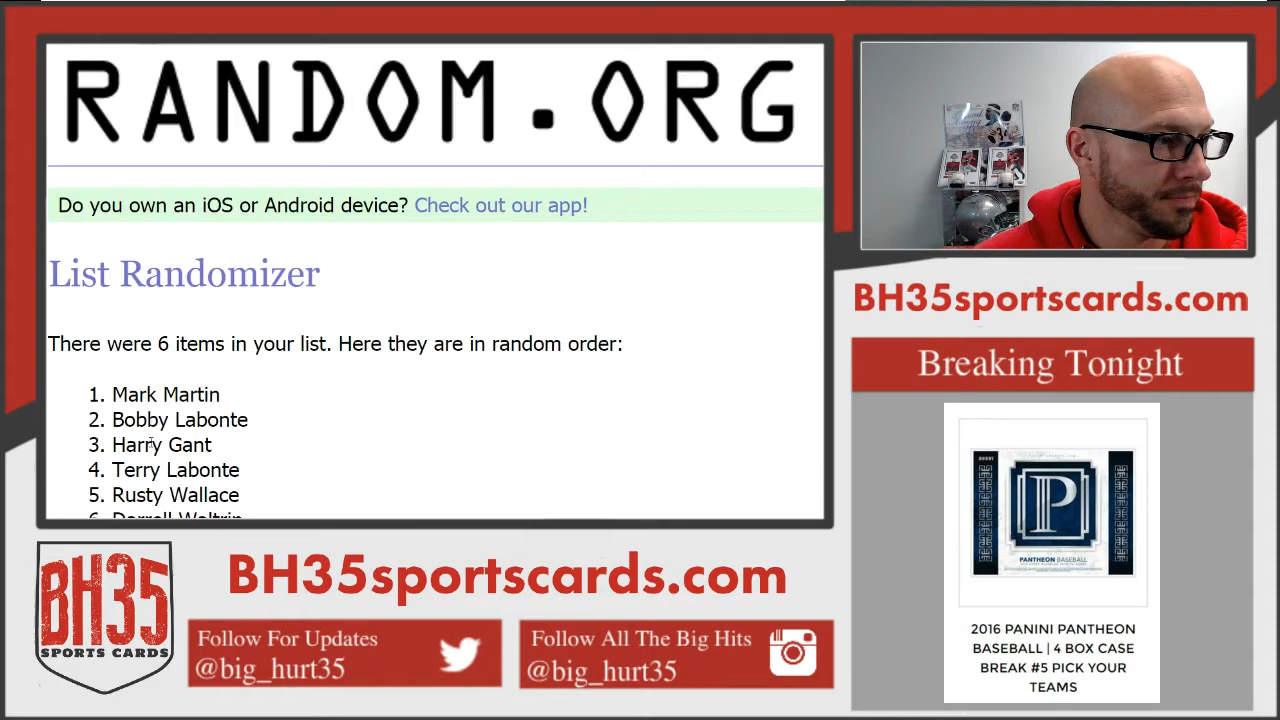 RANDOM.ORG
Do you own an iOS or Android device? Check out our app!
List Randomizer
There were 6 items in your list. Here they are in random order:
1. Mark Martin
2. Bobby Labonte
3. Harry Gant
4. Terry Labonte
5. Rusty Wallace
6. Darrell Waltrip
BH35sportscards.com
Breaking Tonight
P
PANTHEON BASEBALL
2016 PANINI PANTHEON
BASEBALL | 4 BOX CASE
BREAK #5 PICK YOUR
TEAMS
BH35
SPORTS CARDS
BH35sportscards.com
Follow For Updates
@big_hurt35
Follow All The Big Hits
@big_hurt35